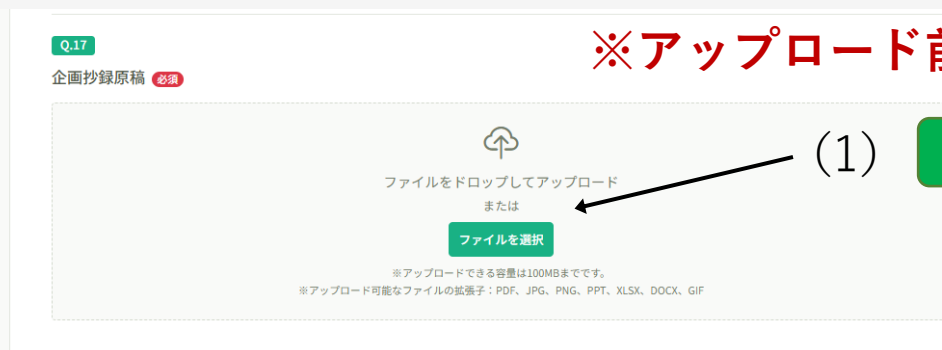 Q.17
※アップロード前
企画抄録原稿 必須
ファイルをドロップしてアップロード
(1)
または
ファイルを選択
※アップロードできる容量は100MBまでです。
※アップロード可能なファイルの拡張子：PDF、JPG、PNG、PPT、XLSX、DOCX、GIF